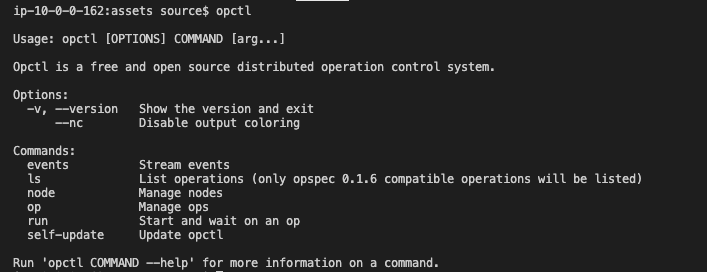 ip-10-0-0-162:assets source$ opctl
Usage: opctl [OPTIONS] COMMAND [arg...]
Opctl is a free and open source distributed operation control system.
Options:
-v, --version Show the version and exit
--nc Disable output coloring
Commands:
events Stream events
ls List operations (only opspec 0.1.6 compatible operations will be listed)
node Manage nodes
op Manage ops
run Start and wait on an op
self-update Update opctl
Run 'opctl COMMAND --help' for more information on a command.